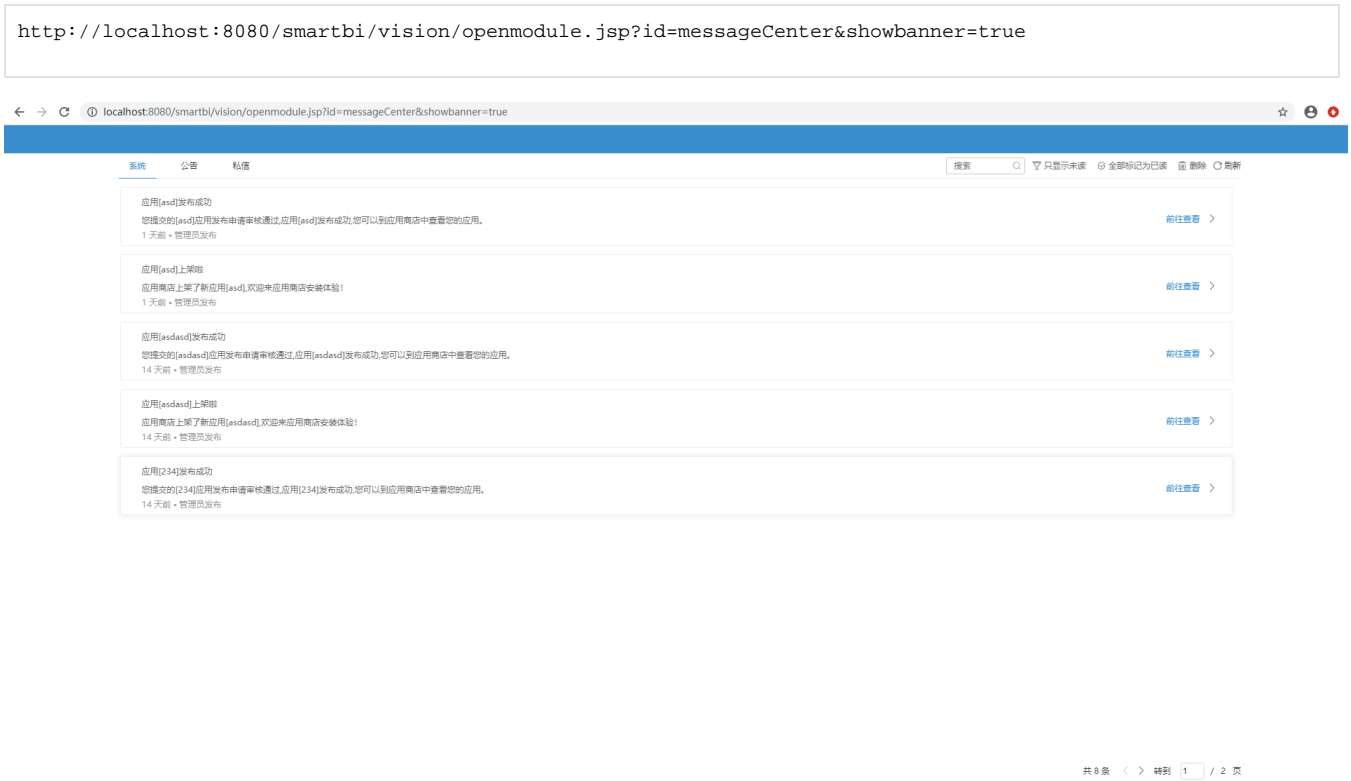 http://localhost:8080/smartbi/vision/openmodule.jsp?id=messageCenter&showbanner=true
localhost:8080/smartbi/vision/openmodule.jsp?id=messageCenter&showbanner=true
系统 公告 私信 搜索 只显示未读 全部标记为已读 删除 刷新
应用[asd]发布成功
您提交的[asd]应用发布申请审核通过,应用[asd]发布成功,您可以到应用商店中查看您的应用。
前往查看
1 天前 • 管理员发布
应用[asd]上架啦
应用商店上架了新应用[asd],欢迎来应用商店安装体验!
前往查看
1 天前 • 管理员发布
应用[asdasd]发布成功
您提交的[asdasd]应用发布申请审核通过,应用[asdasd]发布成功,您可以到应用商店中查看您的应用。
前往查看
14 天前 • 管理员发布
应用[asdasd]上架啦
应用商店上架了新应用[asdasd],欢迎来应用商店安装体验!
前往查看
14 天前 • 管理员发布
应用[234]发布成功
您提交的[234]应用发布申请审核通过,应用[234]发布成功,您可以到应用商店中查看您的应用。
前往查看
14 天前 • 管理员发布
共 8 条 转到 1 / 2 页